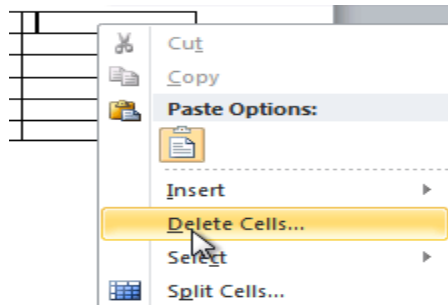 Cut
Copy
Paste Options:
Insert
Delete Cells...
Select
Split Cells...